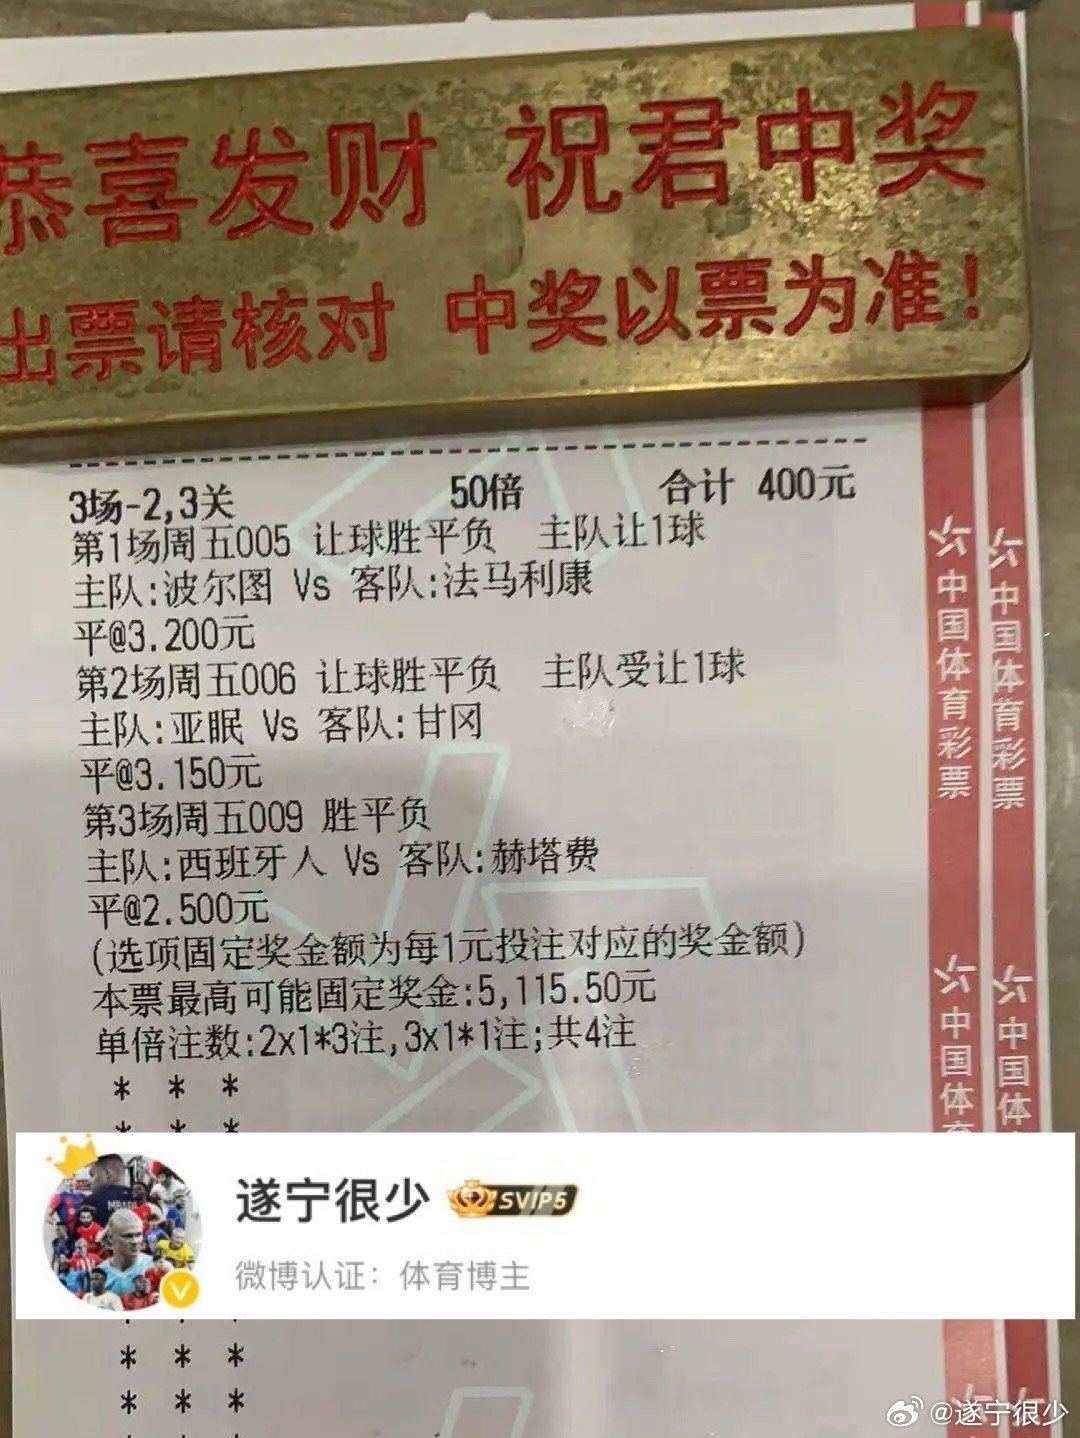 恭喜发财 祝君中奖
出票请核对 中奖以票为准!
3场-2,3关 50倍 合计 400元
第1场周五005 让球胜平负 主队让1球
主队:波尔图 Vs 客队:法马利康
平@3.200元
第2场周五006 让球胜平负 主队受让1球
主队:亚眠 Vs 客队:甘冈
平@3.150元
第3场周五009 胜平负
主队:西班牙人 Vs 客队:赫塔费
平@2.500元
(选项固定奖金额为每1元投注对应的奖金额)
本票最高可能固定奖金:5,115.50元
单倍注数:2x1*3注,3x1*1注;共4注
* * *
* * *
遂宁很少 SVIP5
微博认证：体育博主
* * *
* * *
* * *
中国体育彩票
中国体育彩票
中国体育
中国体
@遂宁很少